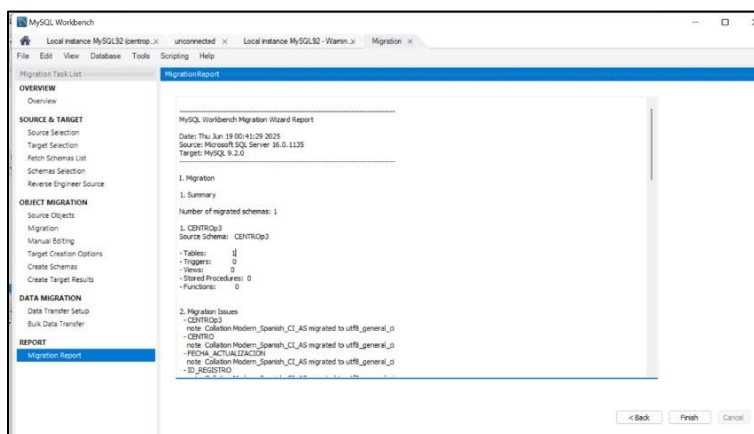 MySQL Workbench
Local instance MySQL92 (centrop...× unconnected × Local instance MySQL92 - Warnin...× Migration ×
File Edit View Database Tools Scripting Help
Migration Task List
OVERVIEW
Overview
SOURCE & TARGET
Source Selection
Target Selection
Fetch Schemas List
Schemas Selection
Reverse Engineer Source
OBJECT MIGRATION
Source Objects
Migration
Manual Editing
Target Creation Options
Create Schemas
Create Target Results
DATA MIGRATION
Data Transfer Setup
Bulk Data Transfer
REPORT
Migration Report
Migration Report
MySQL Workbench Migration Wizard Report
Date: Thu Jun 19 00:41:29 2025
Source: Microsoft SQL Server 16.0.1135
Target: MySQL 9.2.0
I. Migration
1. Summary
Number of migrated schemas: 1
1. CENTROp3
Source Schema: CENTROp3
- Tables: 1
- Triggers: 0
- Views: 0
- Stored Procedures: 0
- Functions: 0
2. Migration Issues
- CENTROp3
note Collation Modern_Spanish_CI_AS migrated to utf8_general_ci
- CENTRO
note Collation Modern_Spanish_CI_AS migrated to utf8_general_ci
- FECHA_ACTUALIZACION
note Collation Modern_Spanish_CI_AS migrated to utf8_general_ci
- ID_REGISTRO
< Back Finish Cancel